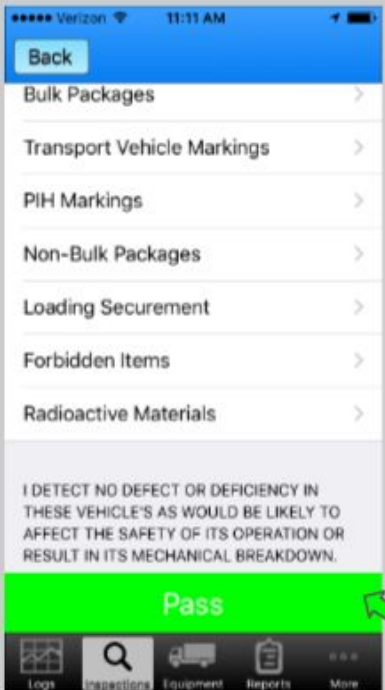 Verizon 11:11 AM
Back
Bulk Packages
Transport Vehicle Markings
PIH Markings
Non-Bulk Packages
Loading Securement
Forbidden Items
Radioactive Materials
I DETECT NO DEFECT OR DEFICIENCY IN
THESE VEHICLE'S AS WOULD BE LIKELY TO
AFFECT THE SAFETY OF ITS OPERATION OR
RESULT IN ITS MECHANICAL BREAKDOWN.
Pass
Logs Inspections Equipment Reports More